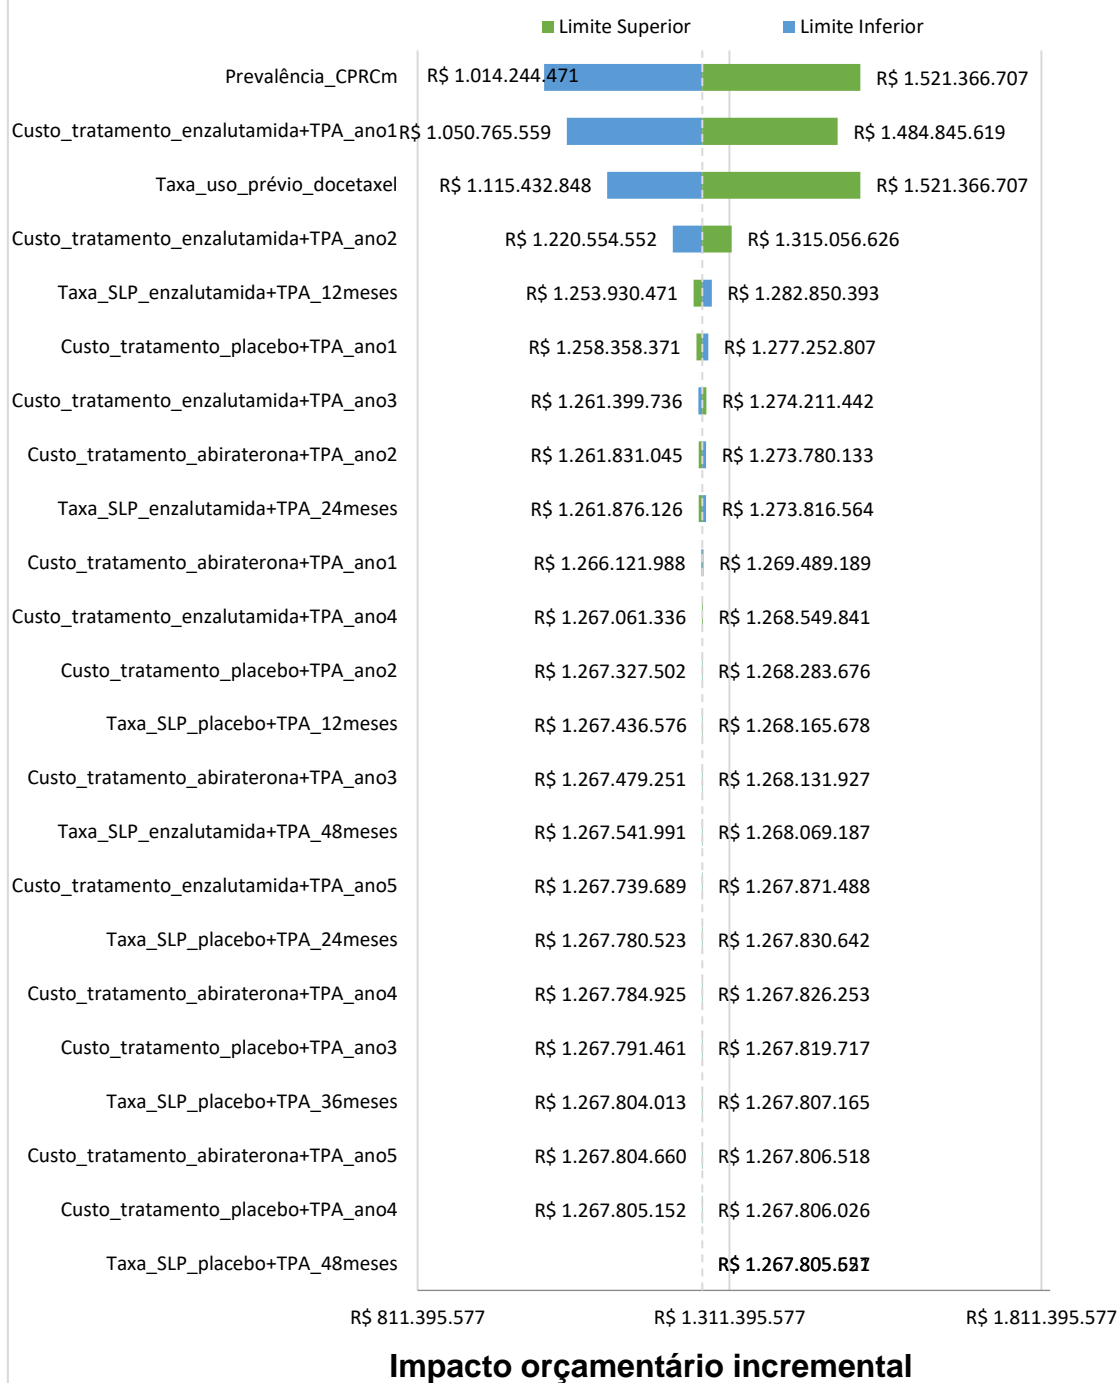 Limite Superior Limite Inferior
Prevalência_CPRCm R$ 1.014.244.471 R$ 1.521.366.707
Custo_tratamento_enzalutamida+TPA_ano1 R$ 1.050.765.559 R$ 1.484.845.619
Taxa_uso_prévio_docetaxel R$ 1.115.432.848 R$ 1.521.366.707
Custo_tratamento_enzalutamida+TPA_ano2 R$ 1.220.554.552 R$ 1.315.056.626
Taxa_SLP_enzalutamida+TPA_12meses R$ 1.253.930.471 R$ 1.282.850.393
Custo_tratamento_placebo+TPA_ano1 R$ 1.258.358.371 R$ 1.277.252.807
Custo_tratamento_enzalutamida+TPA_ano3 R$ 1.261.399.736 R$ 1.274.211.442
Custo_tratamento_abiraterona+TPA_ano2 R$ 1.261.831.045 R$ 1.273.780.133
Taxa_SLP_enzalutamida+TPA_24meses R$ 1.261.876.126 R$ 1.273.816.564
Custo_tratamento_abiraterona+TPA_ano1 R$ 1.266.121.988 R$ 1.269.489.189
Custo_tratamento_enzalutamida+TPA_ano4 R$ 1.267.061.336 R$ 1.268.549.841
Custo_tratamento_placebo+TPA_ano2 R$ 1.267.327.502 R$ 1.268.283.676
Taxa_SLP_placebo+TPA_12meses R$ 1.267.436.576 R$ 1.268.165.678
Custo_tratamento_abiraterona+TPA_ano3 R$ 1.267.479.251 R$ 1.268.131.927
Taxa_SLP_enzalutamida+TPA_48meses R$ 1.267.541.991 R$ 1.268.069.187
Custo_tratamento_enzalutamida+TPA_ano5 R$ 1.267.739.689 R$ 1.267.871.488
Taxa_SLP_placebo+TPA_24meses R$ 1.267.780.523 R$ 1.267.830.642
Custo_tratamento_abiraterona+TPA_ano4 R$ 1.267.784.925 R$ 1.267.826.253
Custo_tratamento_placebo+TPA_ano3 R$ 1.267.791.461 R$ 1.267.819.717
Taxa_SLP_placebo+TPA_36meses R$ 1.267.804.013 R$ 1.267.807.165
Custo_tratamento_abiraterona+TPA_ano5 R$ 1.267.804.660 R$ 1.267.806.518
Custo_tratamento_placebo+TPA_ano4 R$ 1.267.805.152 R$ 1.267.806.026
Taxa_SLP_placebo+TPA_48meses R$
R$ 811.395.577 R$ 1.311.395.577 R$ 1.811.395.577
Impacto orçamentário incremental